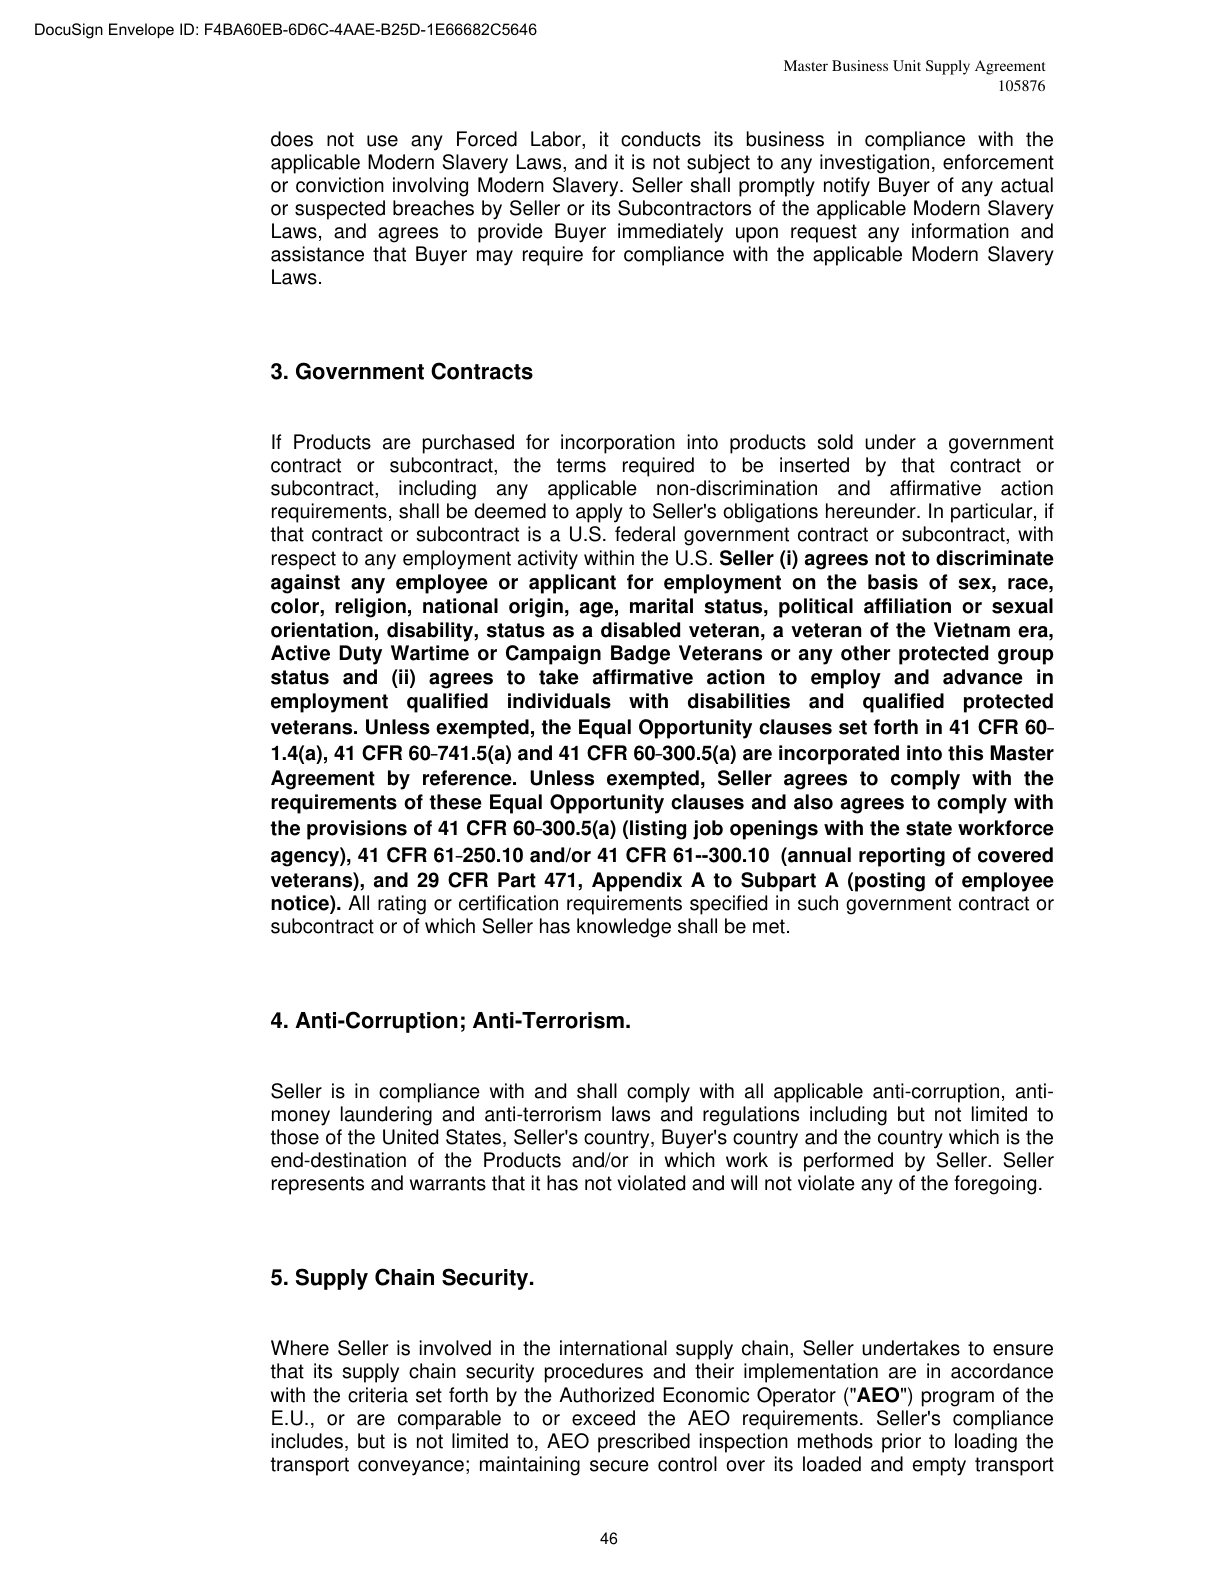 DocuSign Envelope ID: F4BA60EB-6D6C-4AAE-B25D-1E66682C5646
Master Business Unit Supply Agreement
105876
does not use any Forced Labor, it conducts its business in compliance with the
applicable Modern Slavery Laws, and it is not subject to any investigation, enforcement
or conviction involving Modern Slavery. Seller shall promptly notify Buyer of any actual
or suspected breaches by Seller or its Subcontractors of the applicable Modern Slavery
Laws, and agrees to provide Buyer immediately upon request any information and
assistance that Buyer may require for compliance with the applicable Modern Slavery
Laws.
3. Government Contracts
If Products are purchased for incorporation into products sold under a government
contract or subcontract, the terms required to be inserted by that contract or
subcontract, including any applicable non-discrimination and affirmative action
requirements, shall be deemed to apply to Seller's obligations hereunder. In particular, if
that contract or subcontract is a U.S. federal government contract or subcontract, with
respect to any employment activity within the U.S. Seller (i) agrees not to discriminate
against any employee or applicant for employment on the basis of sex, race,
color, religion, national origin, age, marital status, political affiliation or sexual
orientation, disability, status as a disabled veteran, a veteran of the Vietnam era,
Active Duty Wartime or Campaign Badge Veterans or any other protected group
status and (ii) agrees to take affirmative action to employ and advance in
employment qualified individuals with disabilities and qualified protected
veterans. Unless exempted, the Equal Opportunity clauses set forth in 41 CFR 60-
1.4(a), 41 CFR 60-741.5(a) and 41 CFR 60-300.5(a) are incorporated into this Master
Agreement by reference. Unless exempted, Seller agrees to comply with the
requirements of these Equal Opportunity clauses and also agrees to comply with
the provisions of 41 CFR 60-300.5(a) (listing job openings with the state workforce
agency), 41 CFR 61-250.10 and/or 41 CFR 61--300.10 (annual reporting of covered
veterans), and 29 CFR Part 471, Appendix A to Subpart A (posting of employee
notice). All rating or certification requirements specified in such government contract or
subcontract or of which Seller has knowledge shall be met.
4. Anti-Corruption; Anti-Terrorism.
Seller is in compliance with and shall comply with all applicable anti-corruption, anti-
money laundering and anti-terrorism laws and regulations including but not limited to
those of the United States, Seller's country, Buyer's country and the country which is the
end-destination of the Products and/or in which work is performed by Seller. Seller
represents and warrants that it has not violated and will not violate any of the foregoing.
5. Supply Chain Security.
Where Seller is involved in the international supply chain, Seller undertakes to ensure
that its supply chain security procedures and their implementation are in accordance
with the criteria set forth by the Authorized Economic Operator ("AEO") program of the
E.U., or are comparable to or exceed the AEO requirements. Seller's compliance
includes, but is not limited to, AEO prescribed inspection methods prior to loading the
transport conveyance; maintaining secure control over its loaded and empty transport
46